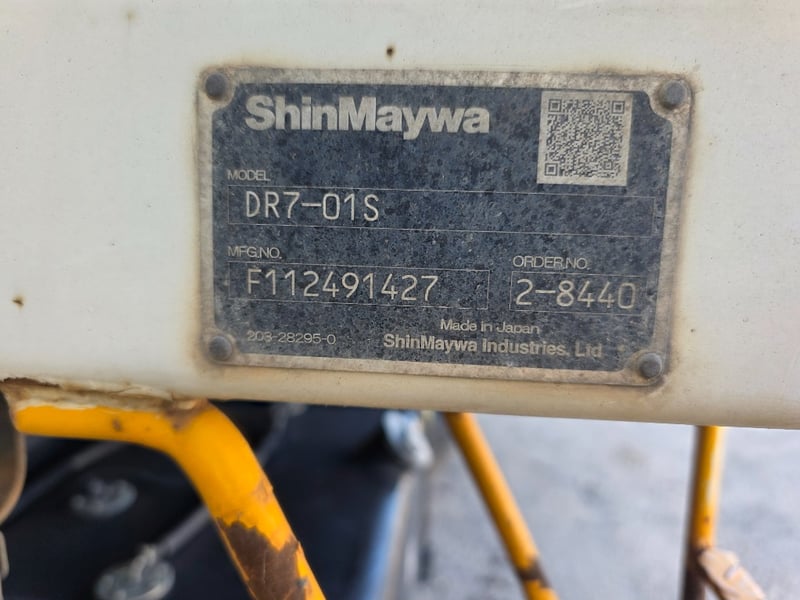 ShinMaywa
MODEL
DR7-01S
MFG.NO.
F112491427
ORDER.NO.
2-8440
Made in Japan
203-28295-0
ShinMaywa Industries, Ltd